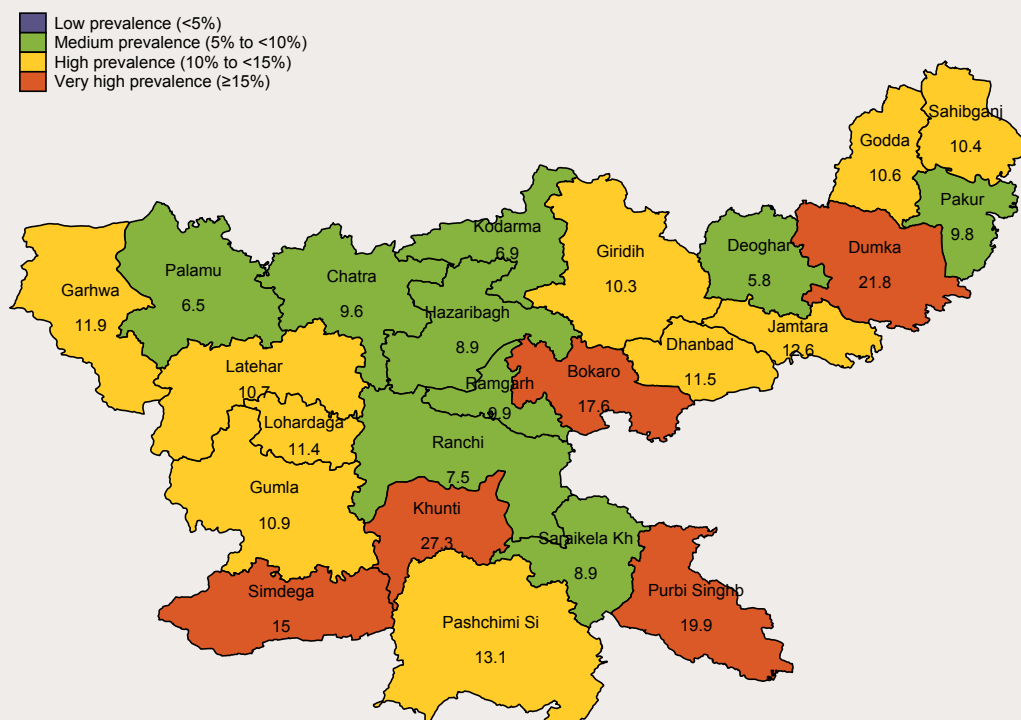 Low prevalence (<5%)
Medium prevalence (5% to <10%)
High prevalence (10% to <15%)
Very high prevalence (≥15%)
Sahibganj
10.4
Godda
10.6
Pakur
9.8
Kodarma
6.9
Giridih
10.3
Deoghar
5.8
Dumka
21.8
Palamu
6.5
Chatra
9.6
Garhwa
11.9
Hazaribagh
8.9
Jamtara
12.6
Dhanbad
11.5
Latehar
10.7
Ramgarh
9.9
Bokaro
17.6
Lohardaga
11.4
Ranchi
7.5
Gumla
10.9
Khunti
27.3
Saraikela Kh
8.9
Simdega
15
Purbi Singhb
19.9
Pashchimi Si
13.1